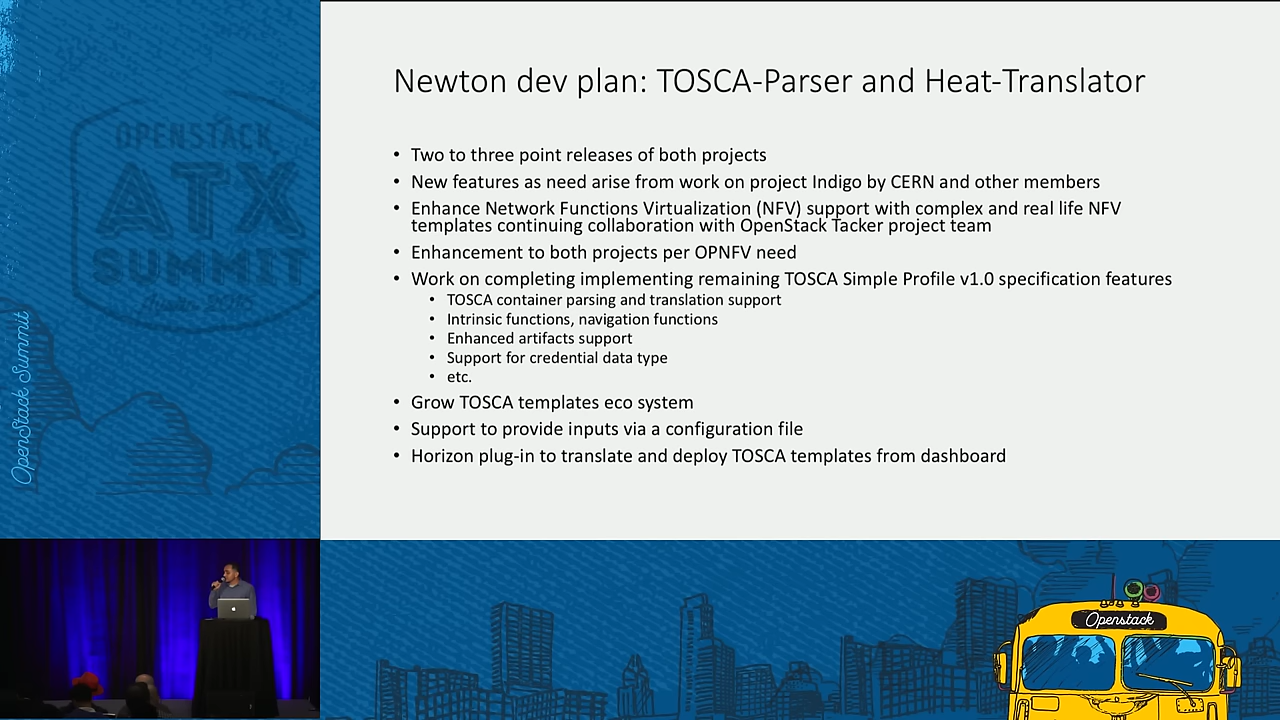 Newton dev plan: TOSCA-Parser and Heat-Translator
• Two to three point releases of both projects
• New features as need arise from work on project Indigo by CERN and other members
• Enhance Network Functions Virtualization (NFV) support with complex and real life NFV
templates continuing collaboration with OpenStack Tacker project team
• Enhancement to both projects per OPNFV need
• Work on completing implementing remaining TOSCA Simple Profile v1.0 specification features
• TOSCA container parsing and translation support
• Intrinsic functions, navigation functions
• Enhanced artifacts support
• Support for credential data type
• etc.
• Grow TOSCA templates eco system
• Support to provide inputs via a configuration file
• Horizon plug-in to translate and deploy TOSCA templates from dashboard
OPENSTACK
ATX
SUMMIT
OpenStack Summit
Openstack